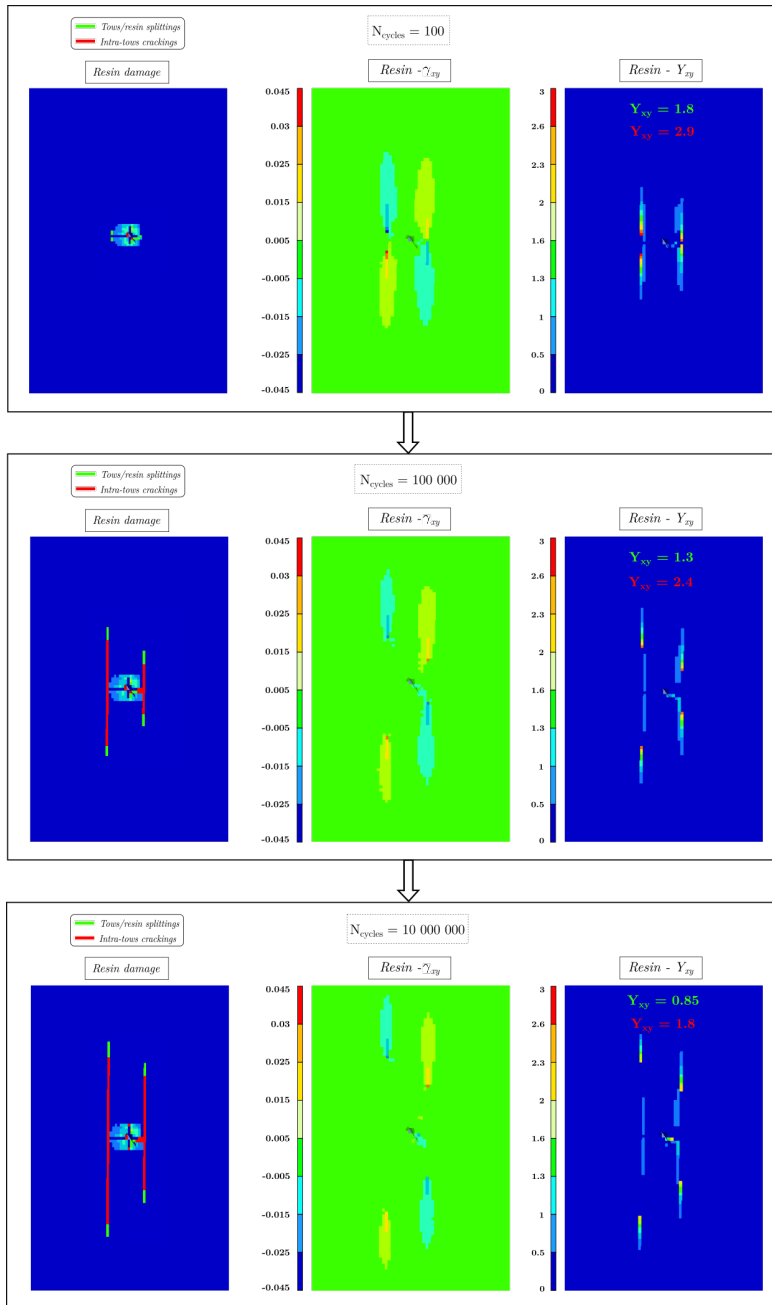 Tows/resin splittings
Intra-tows crackings
N_cycles = 100
Resin damage
Resin -γ_xy
Resin - Y_xy
0.045
0.03
0.015
0.005
-0.005
-0.015
-0.025
-0.045
3
2.6
2.3
2
1.6
1.3
1
0.5
0
Y_xy = 1.8
Y_xy = 2.9
Tows/resin splittings
Intra-tows crackings
N_cycles = 100 000
Resin damage
Resin -γ_xy
Resin - Y_xy
0.045
0.03
0.015
0.005
-0.005
-0.015
-0.025
-0.045
3
2.6
2.3
2
1.6
1.3
1
0.5
0
Y_xy = 1.3
Y_xy = 2.4
Tows/resin splittings
Intra-tows crackings
N_cycles = 10 000 000
Resin damage
Resin -γ_xy
Resin - Y_xy
0.045
0.03
0.015
0.005
-0.005
-0.015
-0.025
-0.045
3
2.6
2.3
2
1.6
1.3
1
0.5
0
Y_xy = 0.85
Y_xy = 1.8